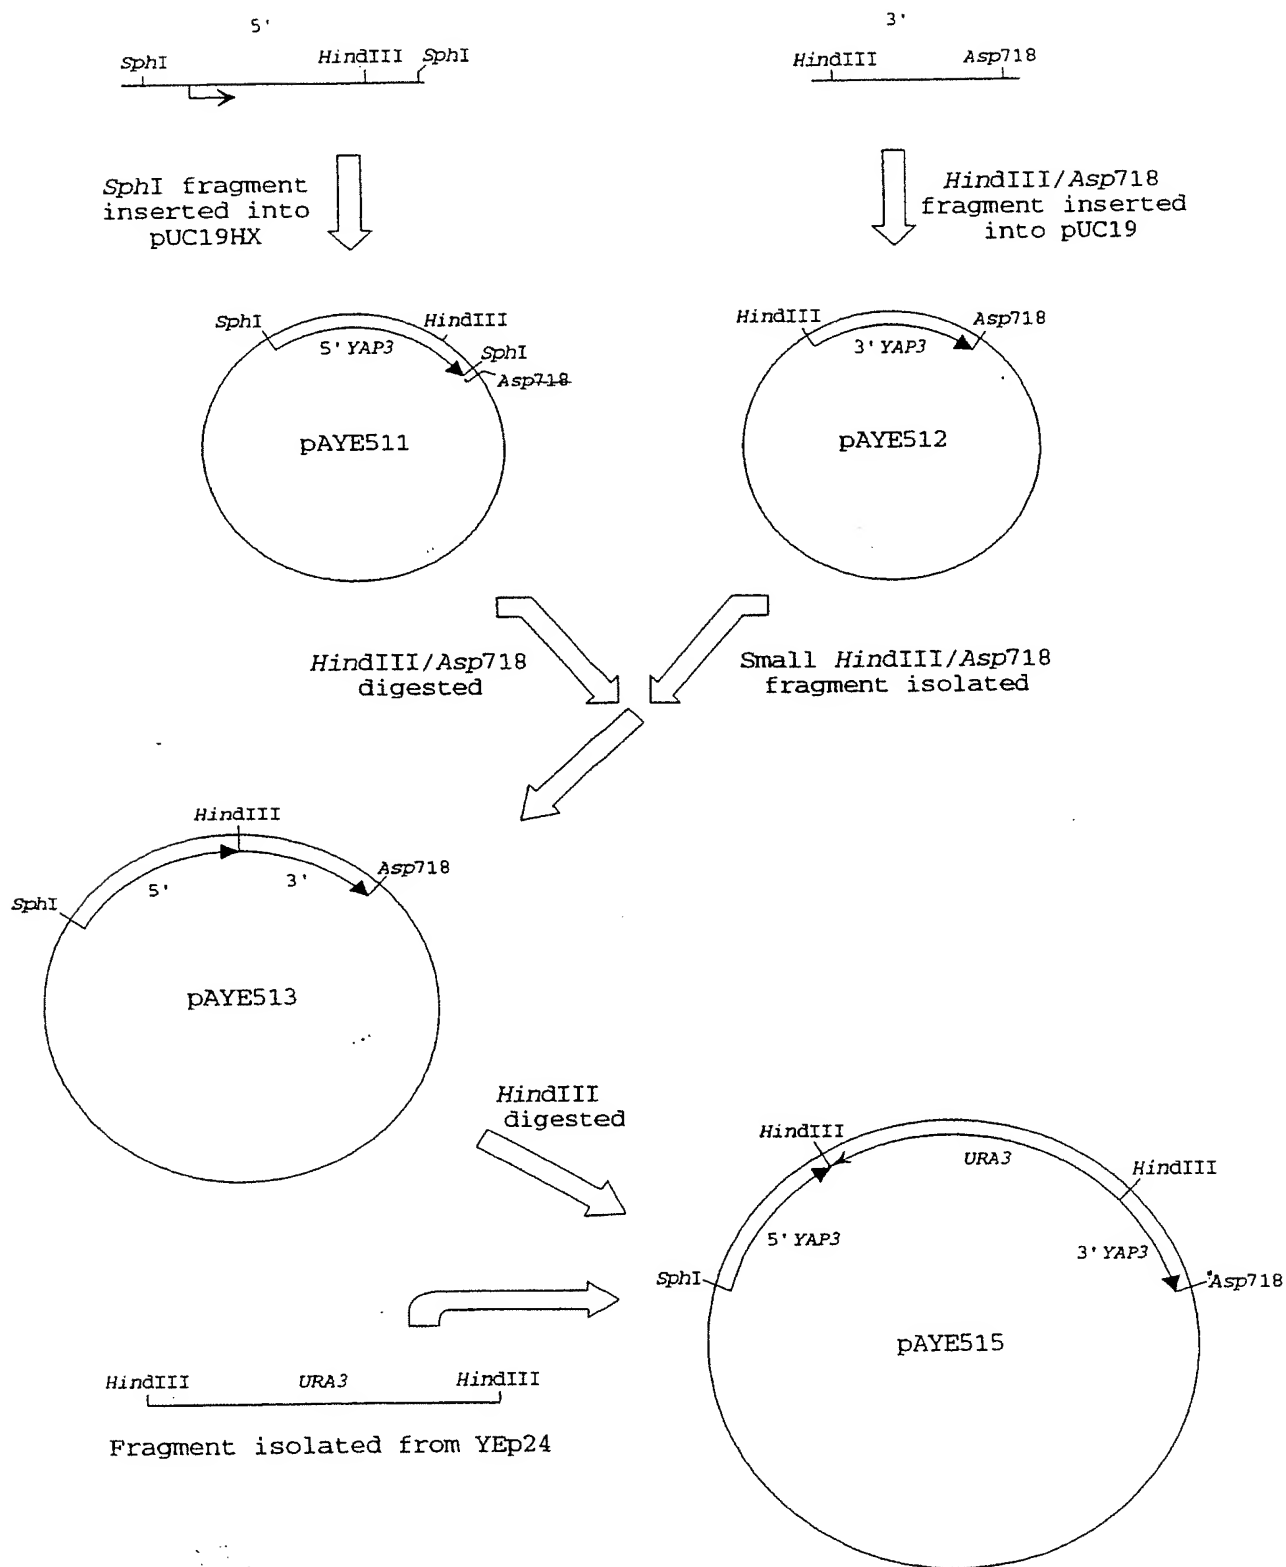 5'
3'
SphI HindIII SphI
HindIII Asp718
SphI fragment
inserted into
pUC19HX
HindIII/Asp718
fragment inserted
into pUC19
SphI HindIII
5' YAP3 SphI
Asp718
pAYE511
HindIII Asp718
3' YAP3
pAYE512
HindIII/Asp718
digested
Small HindIII/Asp718
fragment isolated
HindIII
SphI 5' 3' Asp718
pAYE513
HindIII
digested
HindIII URA3 HindIII
5' YAP3 3' YAP3
SphI Asp718
pAYE515
HindIII URA3 HindIII
Fragment isolated from YEp24